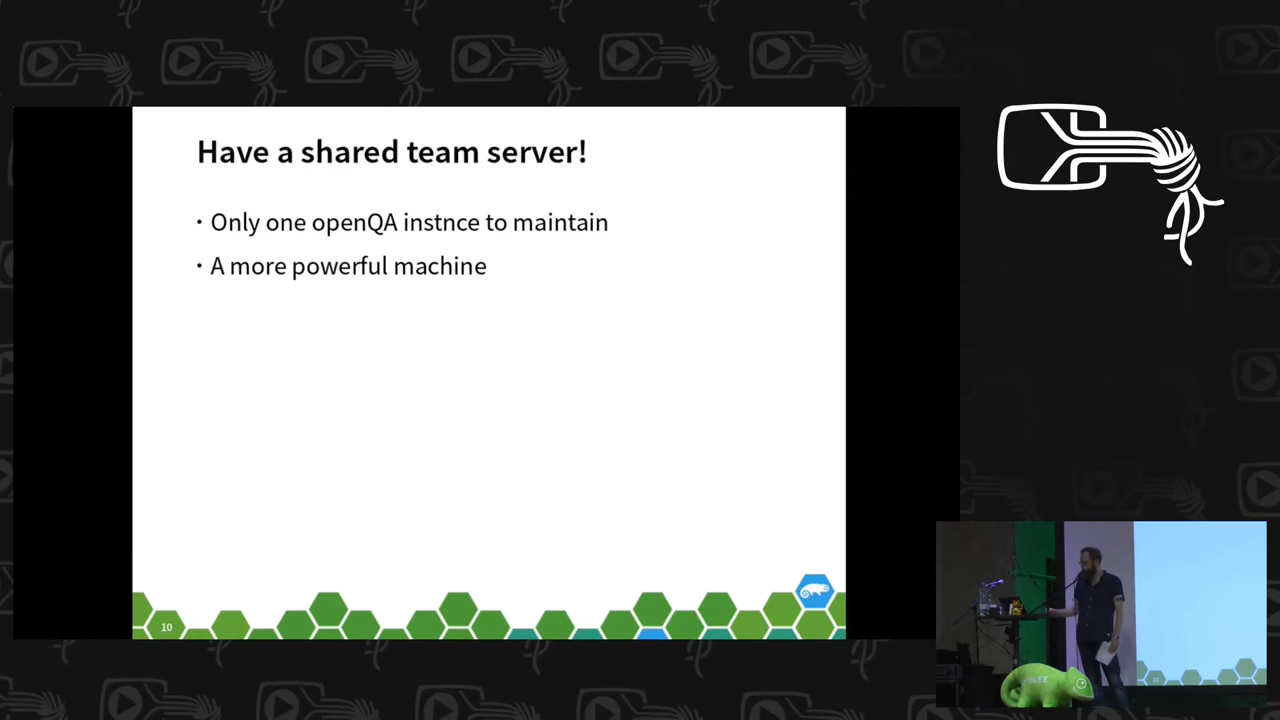 Have a shared team server!
· Only one openQA instnce to maintain
· A more powerful machine
10